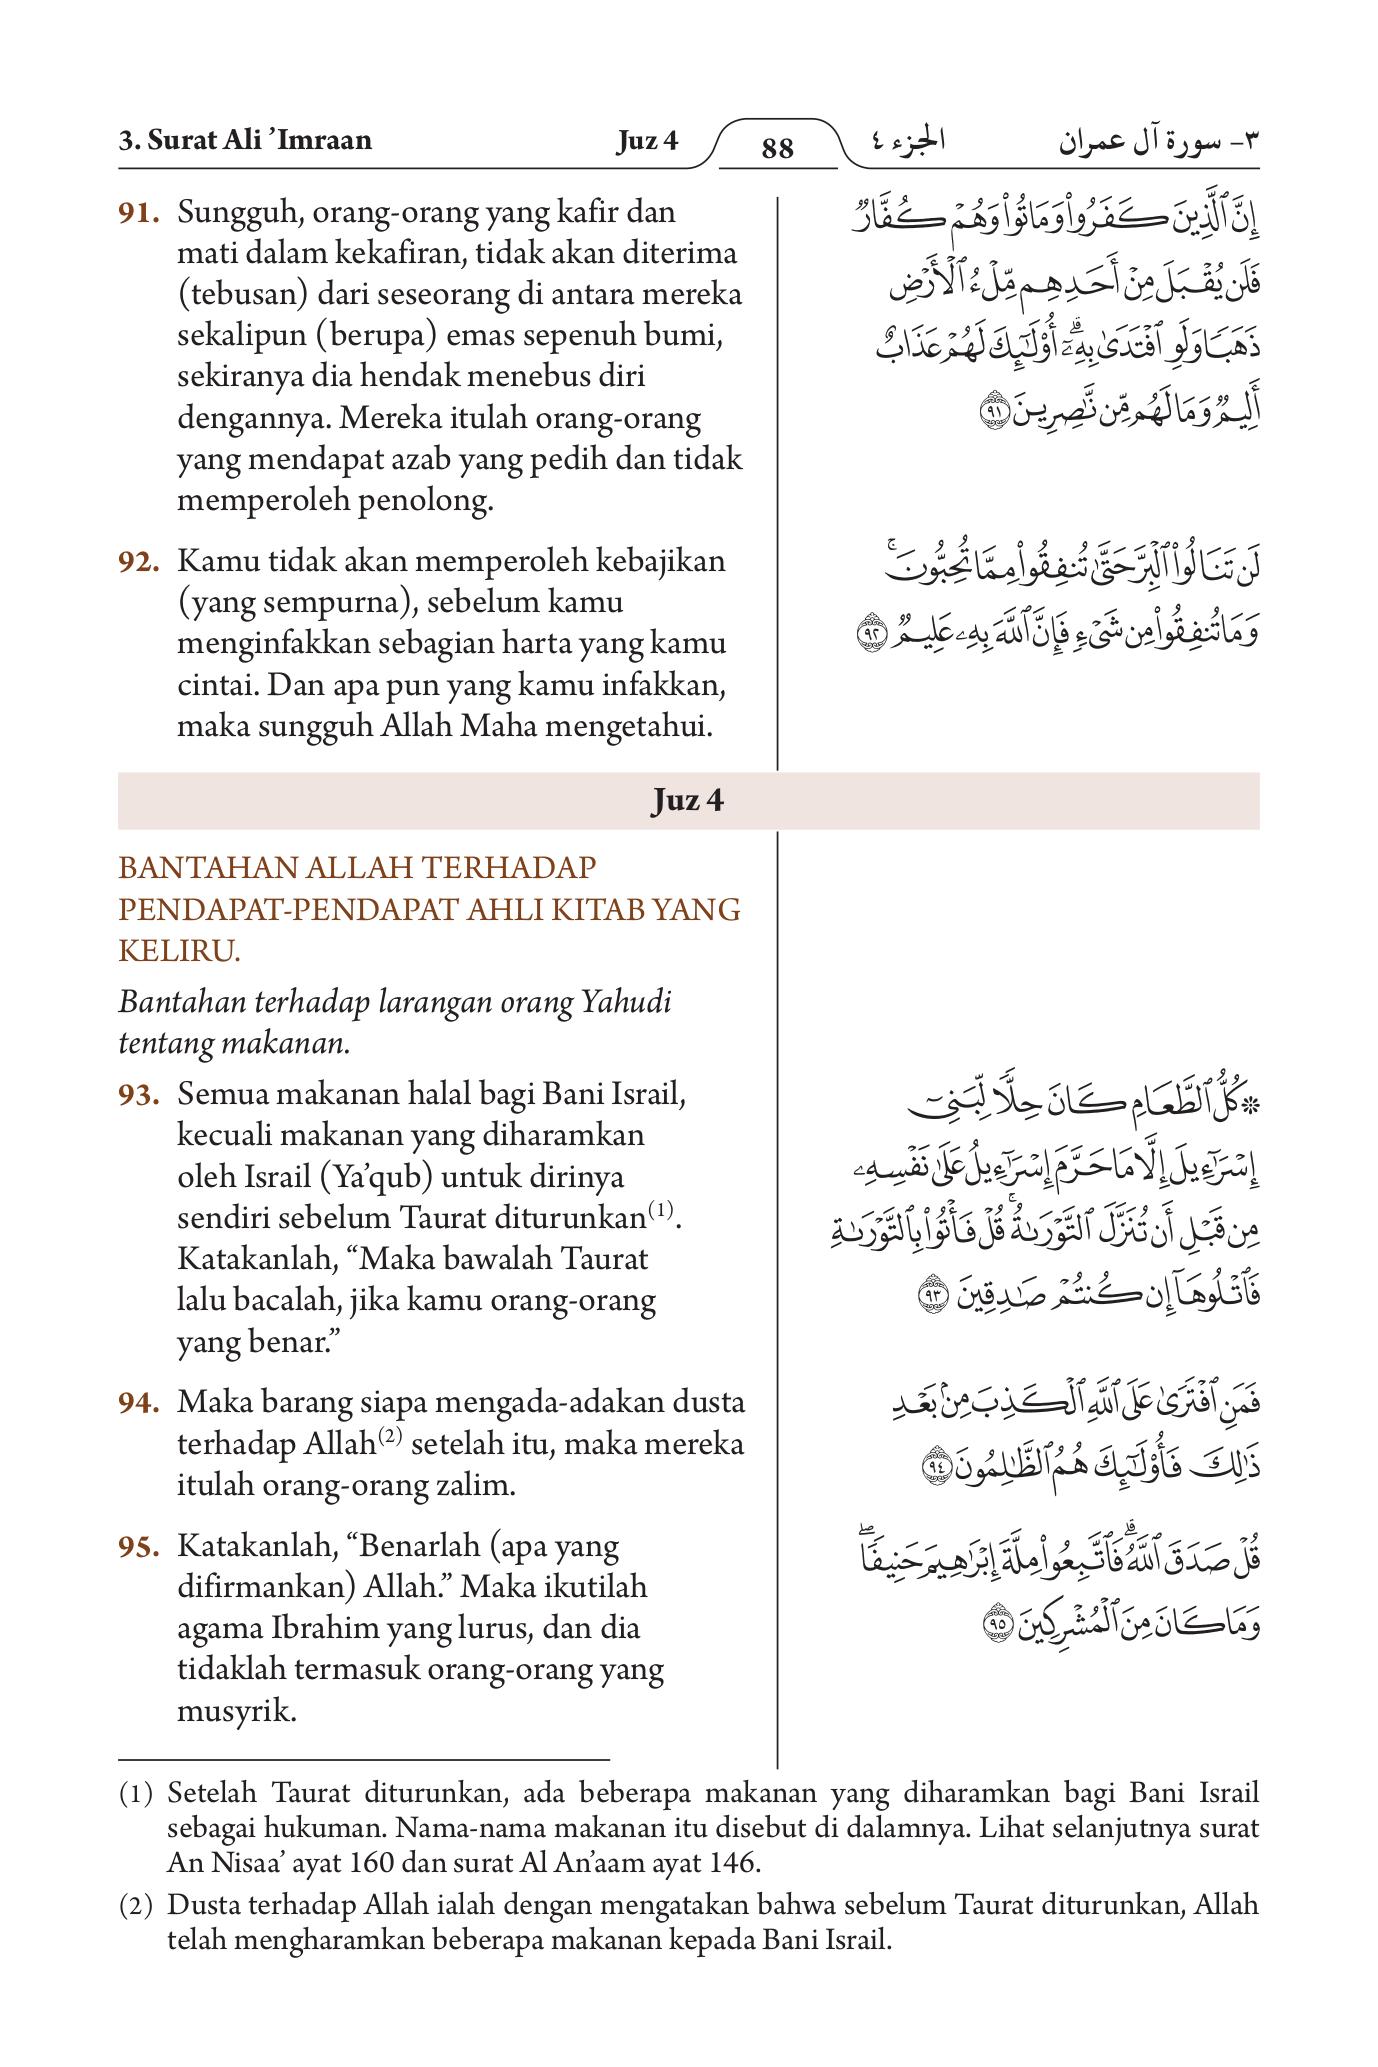 3. Surat Ali ’Imraan
Juz 4
88
الجزء ٤
٣- سورة آل عمران
91. Sungguh, orang-orang yang kafir dan
mati dalam kekafiran, tidak akan diterima
(tebusan) dari seseorang di antara mereka
sekalipun (berupa) emas sepenuh bumi,
sekiranya dia hendak menebus diri
dengannya. Mereka itulah orang-orang
yang mendapat azab yang pedih dan tidak
memperoleh penolong.
إِنَّ ٱلَّذِينَ كَفَرُوا۟ وَمَاتُوا۟ وَهُمْ كُفَّارٌ
فَلَن يُقْبَلَ مِنْ أَحَدِهِم مِّلْءُ ٱلْأَرْضِ
ذَهَبًا وَلَوِ ٱفْتَدَىٰ بِهِۦٓ ۗ أُو۟لَـٰٓئِكَ لَهُمْ عَذَابٌ
أَلِيمٌ وَمَا لَهُم مِّن نَّـٰصِرِينَ ٩١
92. Kamu tidak akan memperoleh kebajikan
(yang sempurna), sebelum kamu
menginfakkan sebagian harta yang kamu
cintai. Dan apa pun yang kamu infakkan,
maka sungguh Allah Maha mengetahui.
لَن تَنَالُوا۟ ٱلْبِرَّ حَتَّىٰ تُنفِقُوا۟ مِمَّا تُحِبُّونَ ۚ
وَمَا تُنفِقُوا۟ مِن شَىْءٍ فَإِنَّ ٱللَّهَ بِهِۦ عَلِيمٌ ٩٢
Juz 4
BANTAHAN ALLAH TERHADAP
PENDAPAT-PENDAPAT AHLI KITAB YANG
KELIRU.
Bantahan terhadap larangan orang Yahudi
tentang makanan.
93. Semua makanan halal bagi Bani Israil,
kecuali makanan yang diharamkan
oleh Israil (Ya’qub) untuk dirinya
sendiri sebelum Taurat diturunkan(1).
Katakanlah, “Maka bawalah Taurat
lalu bacalah, jika kamu orang-orang
yang benar.”
۞ كُلُّ ٱلطَّعَامِ كَانَ حِلًّا لِّبَنِىٓ
إِسْرَٰٓءِيلَ إِلَّا مَا حَرَّمَ إِسْرَٰٓءِيلُ عَلَىٰ نَفْسِهِۦ
مِن قَبْلِ أَن تُنَزَّلَ ٱلتَّوْرَىٰةُ ۚ قُلْ فَأْتُوا۟ بِٱلتَّوْرَىٰةِ
فَٱتْلُوهَآ إِن كُنتُمْ صَـٰدِقِينَ ٩٣
94. Maka barang siapa mengada-adakan dusta
terhadap Allah(2) setelah itu, maka mereka
itulah orang-orang zalim.
فَمَنِ ٱفْتَرَىٰ عَلَى ٱللَّهِ ٱلْكَذِبَ مِنۢ بَعْدِ
ذَٰلِكَ فَأُو۟لَـٰٓئِكَ هُمُ ٱلظَّـٰلِمُونَ ٩٤
95. Katakanlah, “Benarlah (apa yang
difirmankan) Allah.” Maka ikutilah
agama Ibrahim yang lurus, dan dia
tidaklah termasuk orang-orang yang
musyrik.
قُلْ صَدَقَ ٱللَّهُ ۗ فَٱتَّبِعُوا۟ مِلَّةَ إِبْرَٰهِيمَ حَنِيفًا ۖ
وَمَا كَانَ مِنَ ٱلْمُشْرِكِينَ ٩٥
(1) Setelah Taurat diturunkan, ada beberapa makanan yang diharamkan bagi Bani Israil
sebagai hukuman. Nama-nama makanan itu disebut di dalamnya. Lihat selanjutnya surat
An Nisaa’ ayat 160 dan surat Al An’aam ayat 146.
(2) Dusta terhadap Allah ialah dengan mengatakan bahwa sebelum Taurat diturunkan, Allah
telah mengharamkan beberapa makanan kepada Bani Israil.